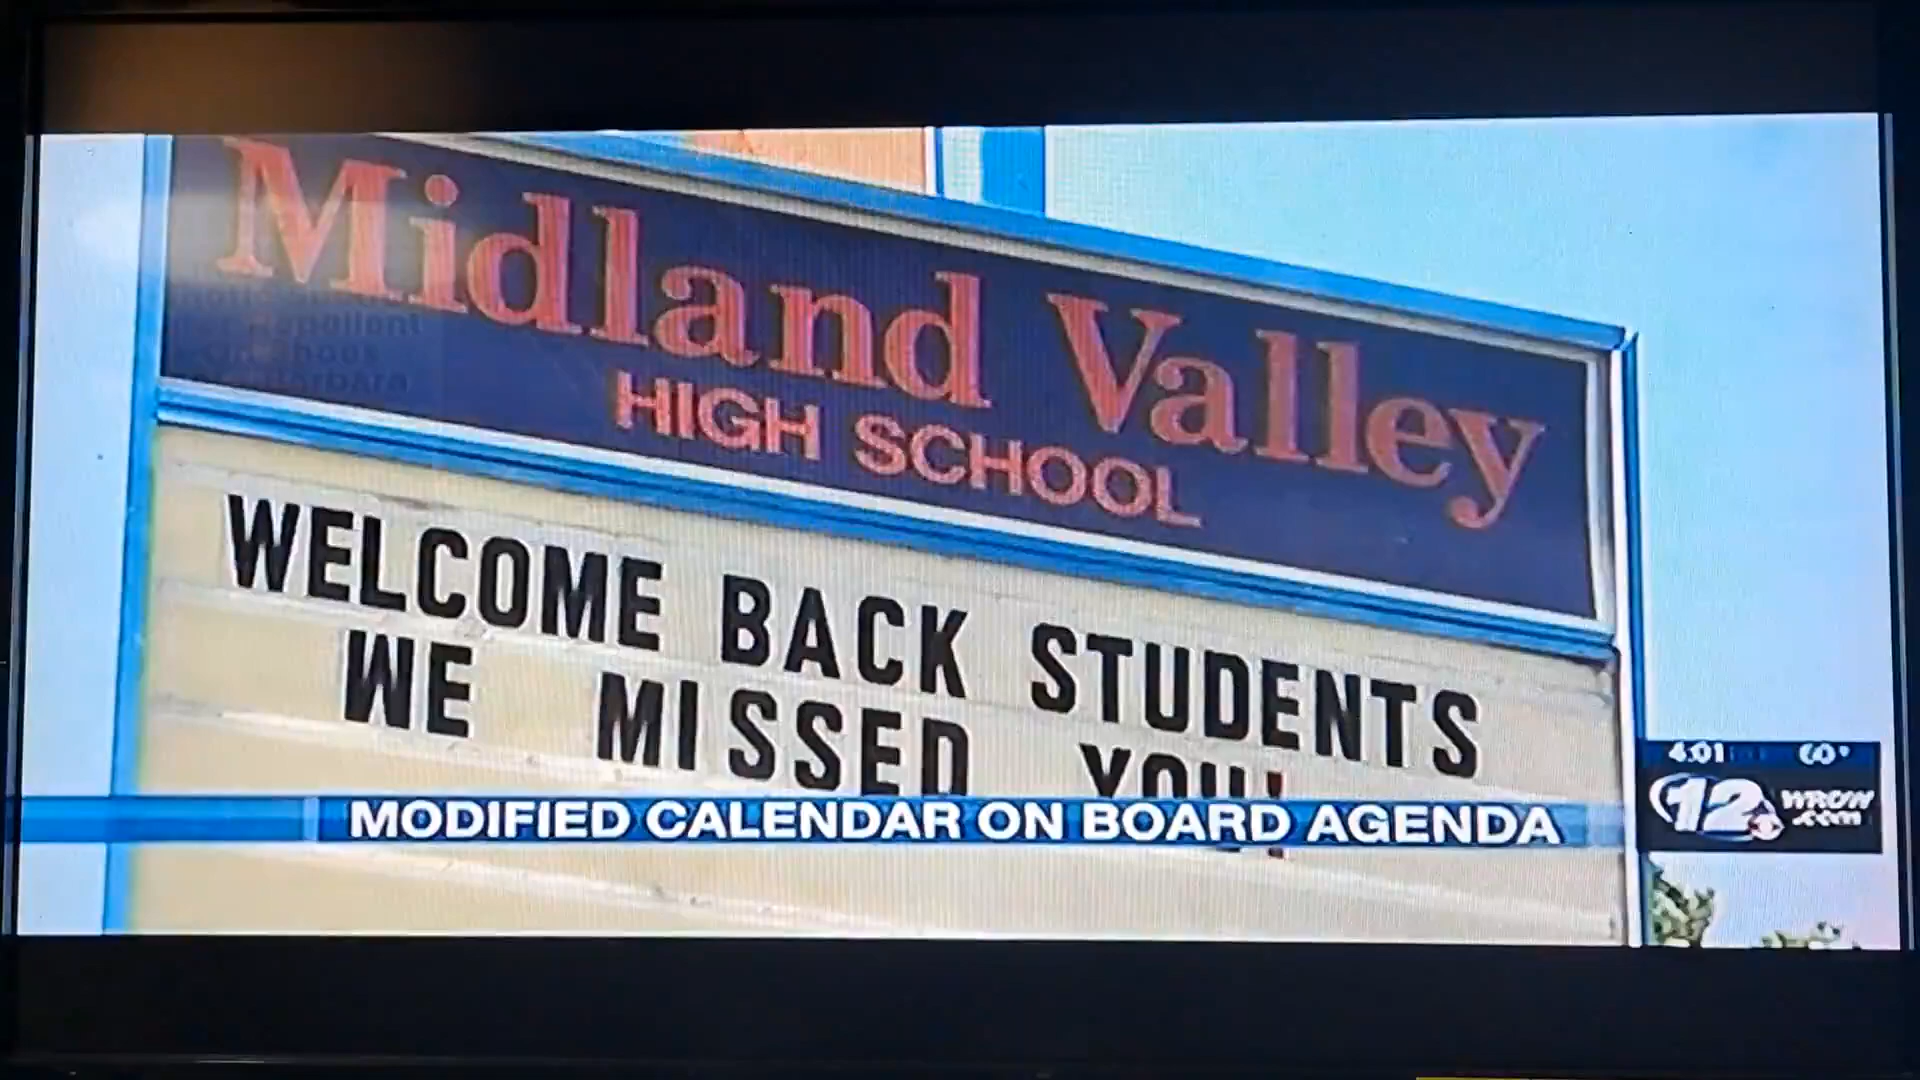 Midland Valley
HIGH SCHOOL
WELCOME BACK STUDENTS
WE MISSED YOU!
MODIFIED CALENDAR ON BOARD AGENDA
4:01 60°
12 WRDW
.com